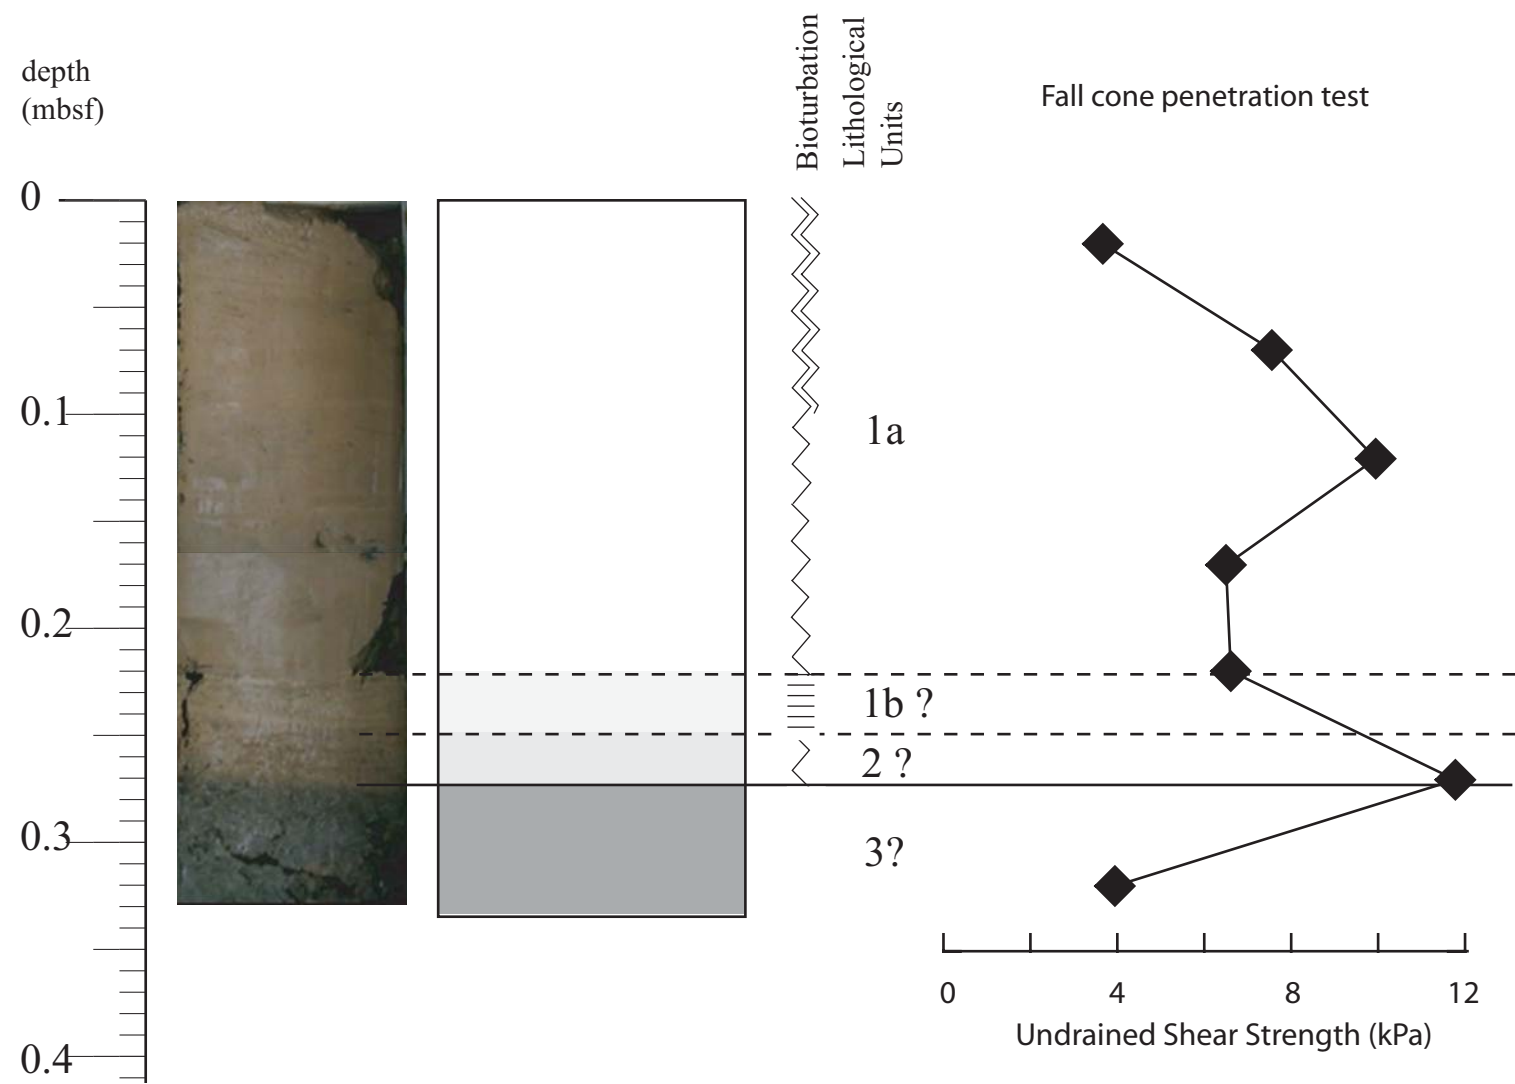 depth
(mbsf)
Bioturbation
Lithological
Units
Fall cone penetration test
0
0.1
0.2
0.3
0.4
1a
1b ?
2 ?
3?
0 4 8 12
Undrained Shear Strength (kPa)